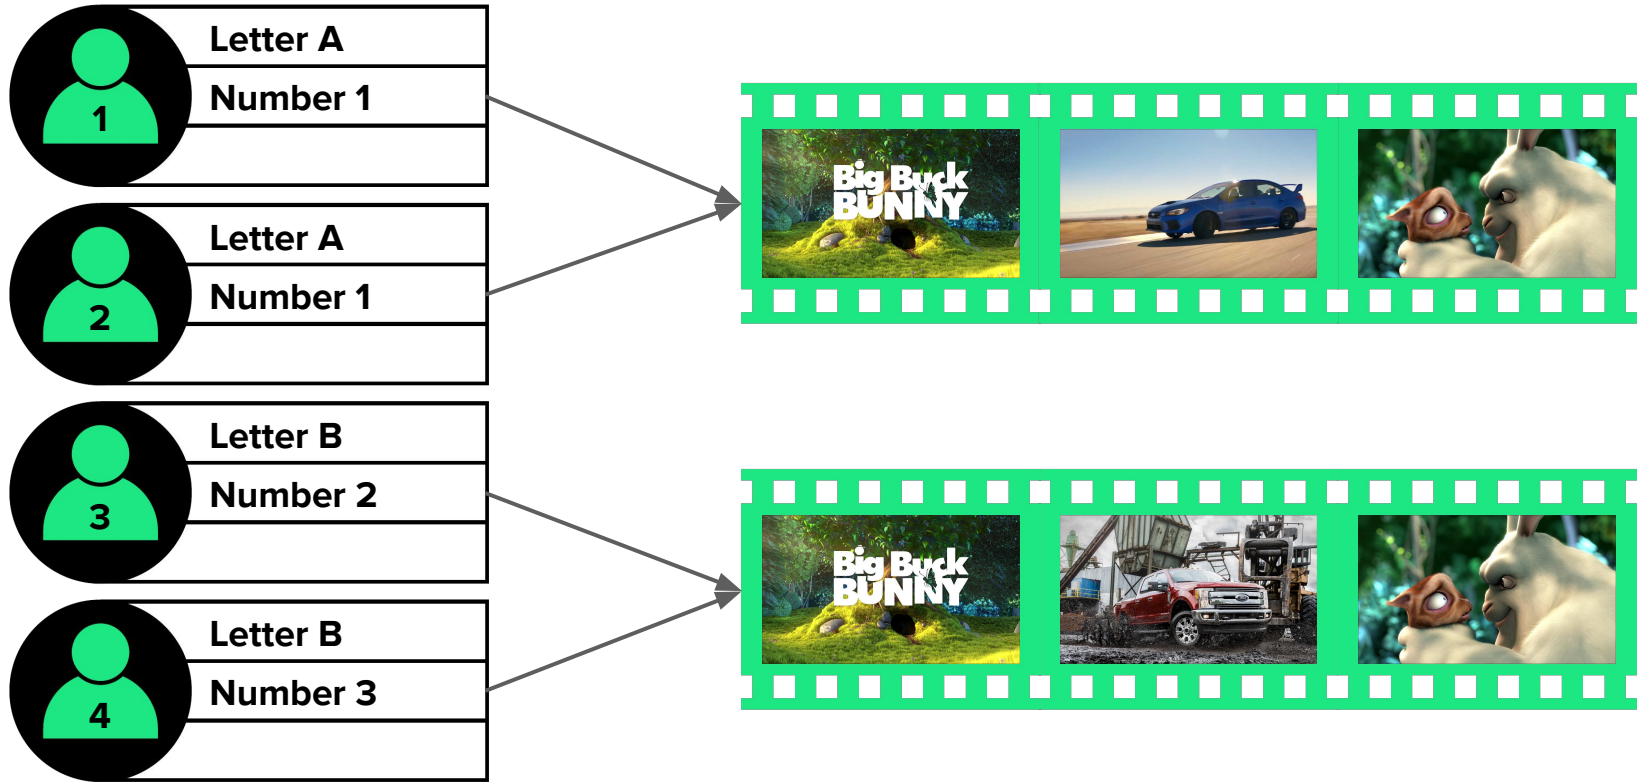 Letter A
Number 1
1
Letter A
Number 1
2
Letter B
Number 2
3
Letter B
Number 3
4
Big Buck
BUNNY
Big Buck
BUNNY